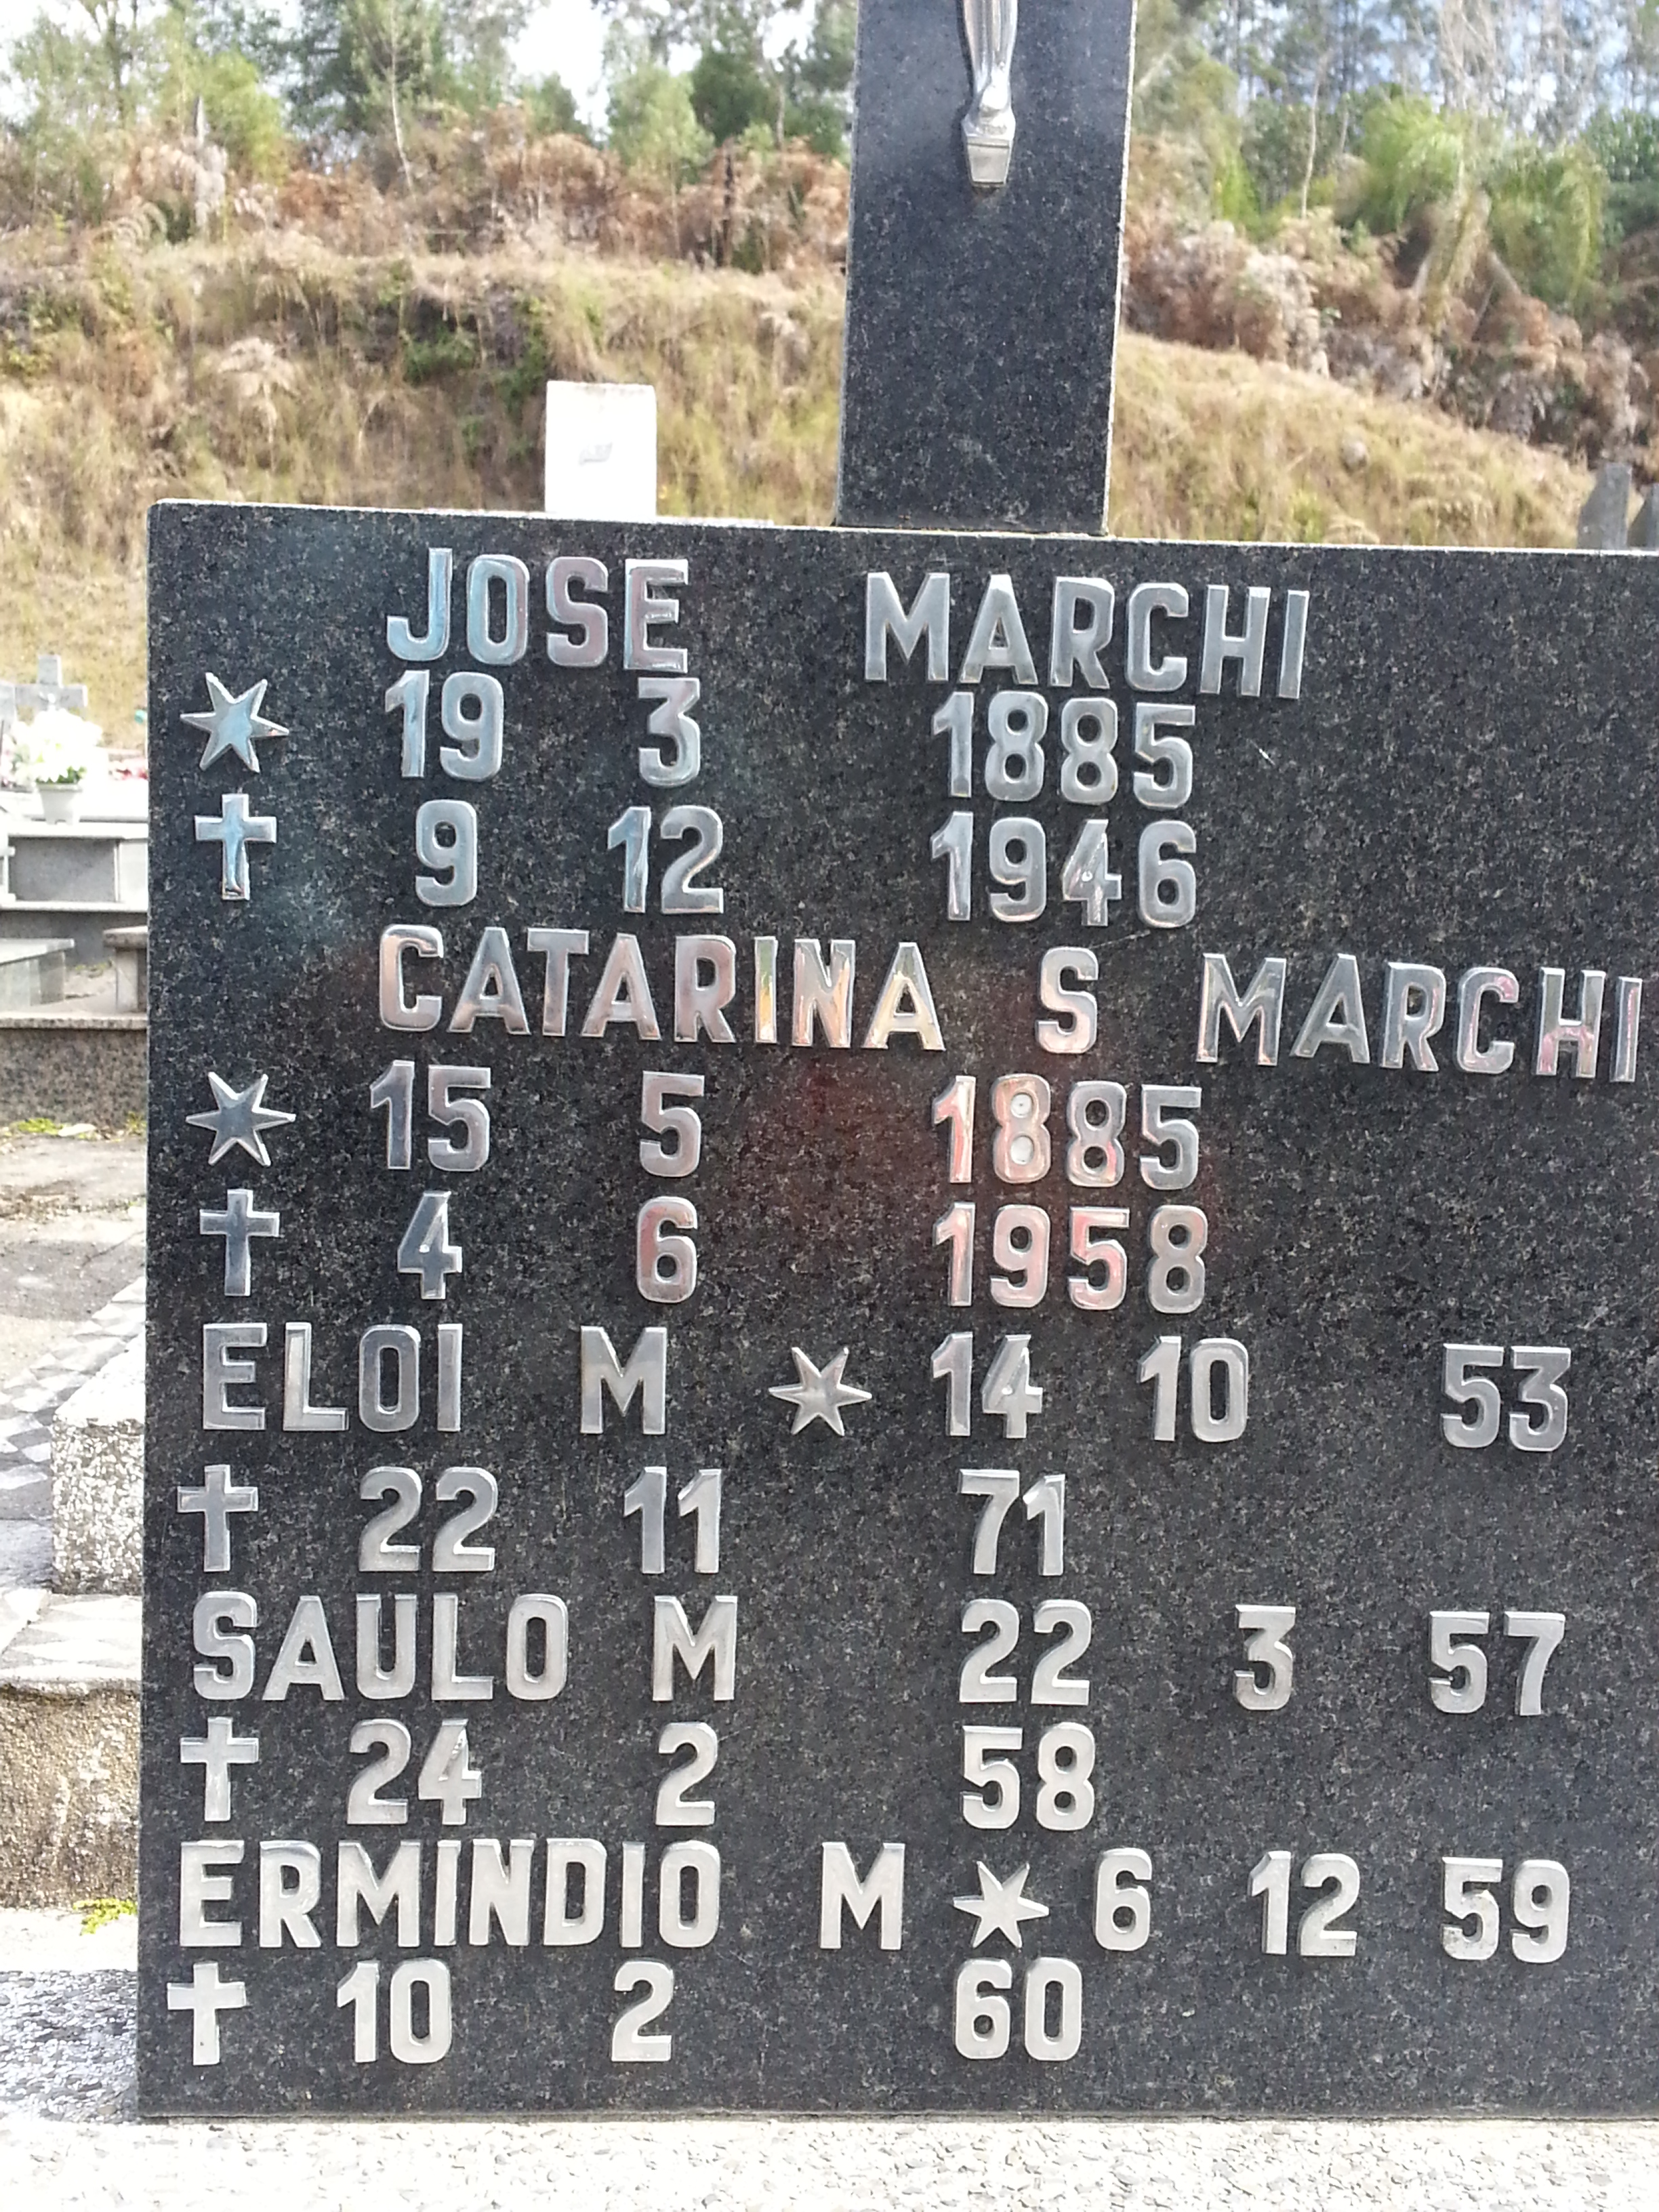 JOSE MARCHI
19 3 1885
9 12 1946
CATARINA S MARCHI
15 5 1885
4 6 1958
ELOI M 14 10 53
22 11 71
SAULO M 22 3 57
24 2 58
ERMINDIO M 6 12 59
10 2 60